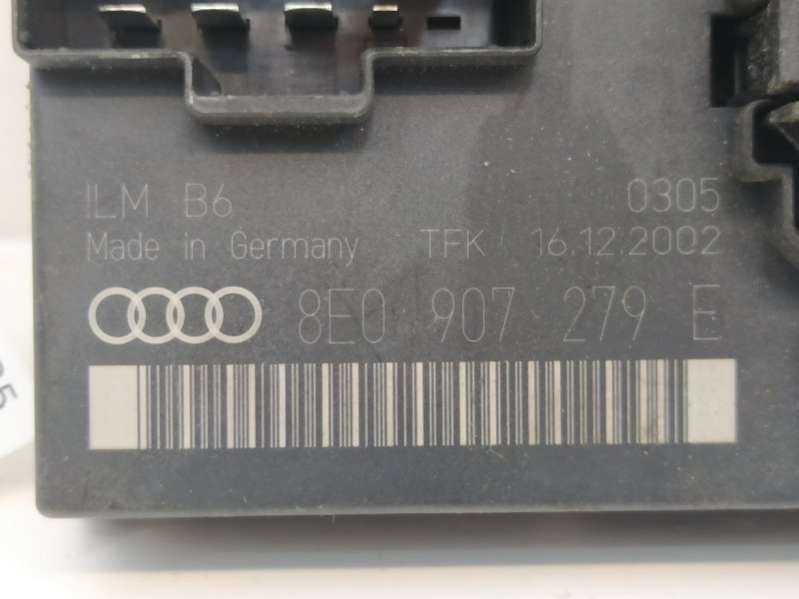 ILM B6 0305
Made in Germany TFK 16.12.2002
8E0 907 279 E